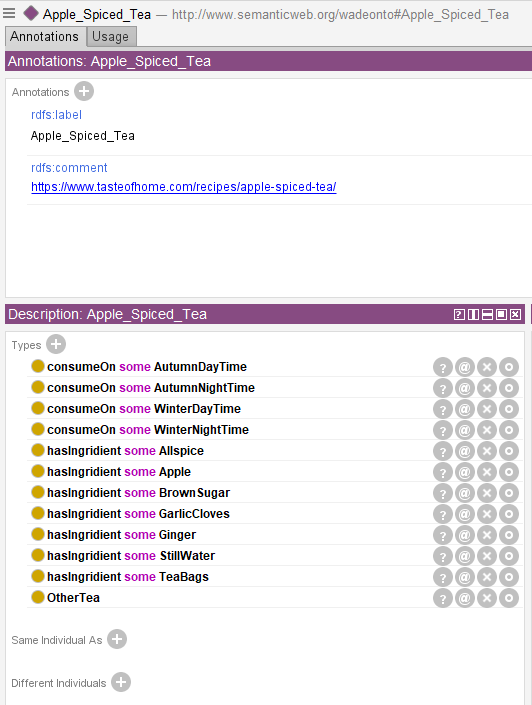 Apple_Spiced_Tea — http://www.semanticweb.org/wadeonto#Apple_Spiced_Tea
Annotations Usage
Annotations: Apple_Spiced_Tea
Annotations
rdfs:label
Apple_Spiced_Tea
rdfs:comment
https://www.tasteofhome.com/recipes/apple-spiced-tea/
Description: Apple_Spiced_Tea
Types
consumeOn some AutumnDayTime
consumeOn some AutumnNightTime
consumeOn some WinterDayTime
consumeOn some WinterNightTime
hasIngridient some Allspice
hasIngridient some Apple
hasIngridient some BrownSugar
hasIngridient some GarlicCloves
hasIngridient some Ginger
hasIngridient some StillWater
hasIngridient some TeaBags
OtherTea
Same Individual As
Different Individuals